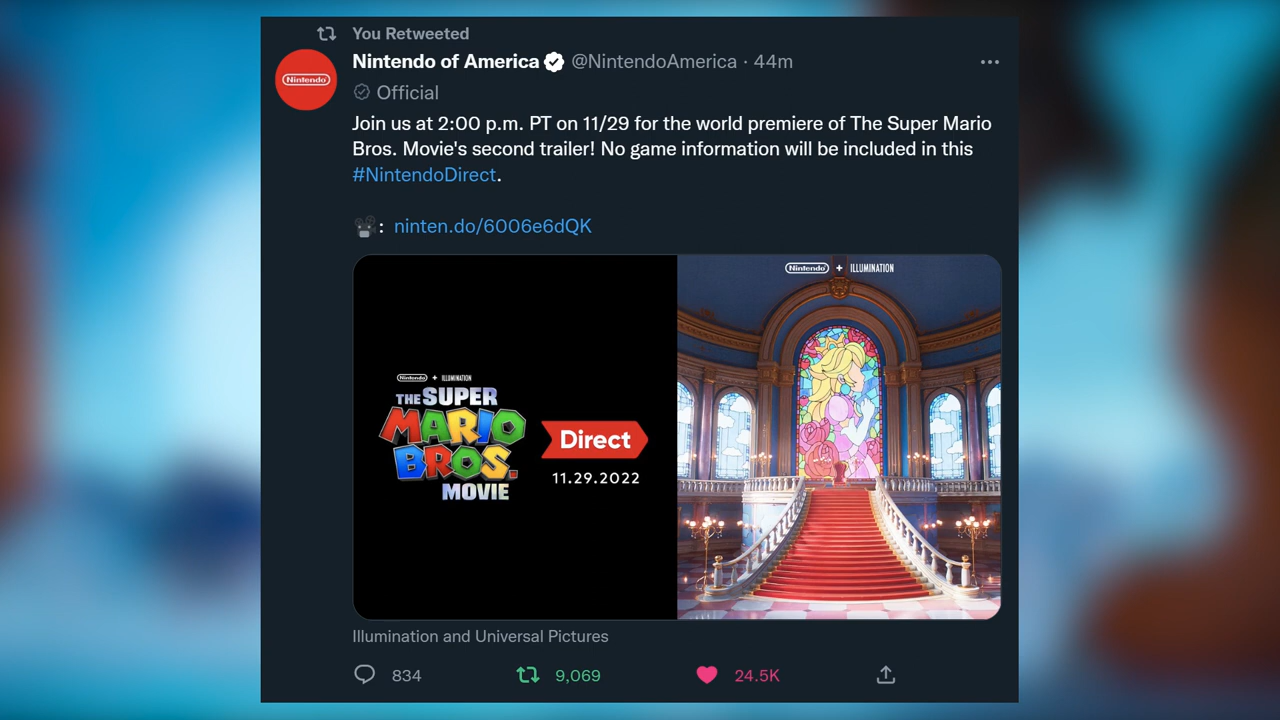 You Retweeted
Nintendo
Nintendo of America @NintendoAmerica · 44m
Official
Join us at 2:00 p.m. PT on 11/29 for the world premiere of The Super Mario
Bros. Movie's second trailer! No game information will be included in this
#NintendoDirect.
: ninten.do/6006e6dQK
Nintendo + ILLUMINATION
THE SUPER
MARIO
BROS.
MOVIE
Direct
11.29.2022
Nintendo + ILLUMINATION
Illumination and Universal Pictures
834 9,069 24.5K